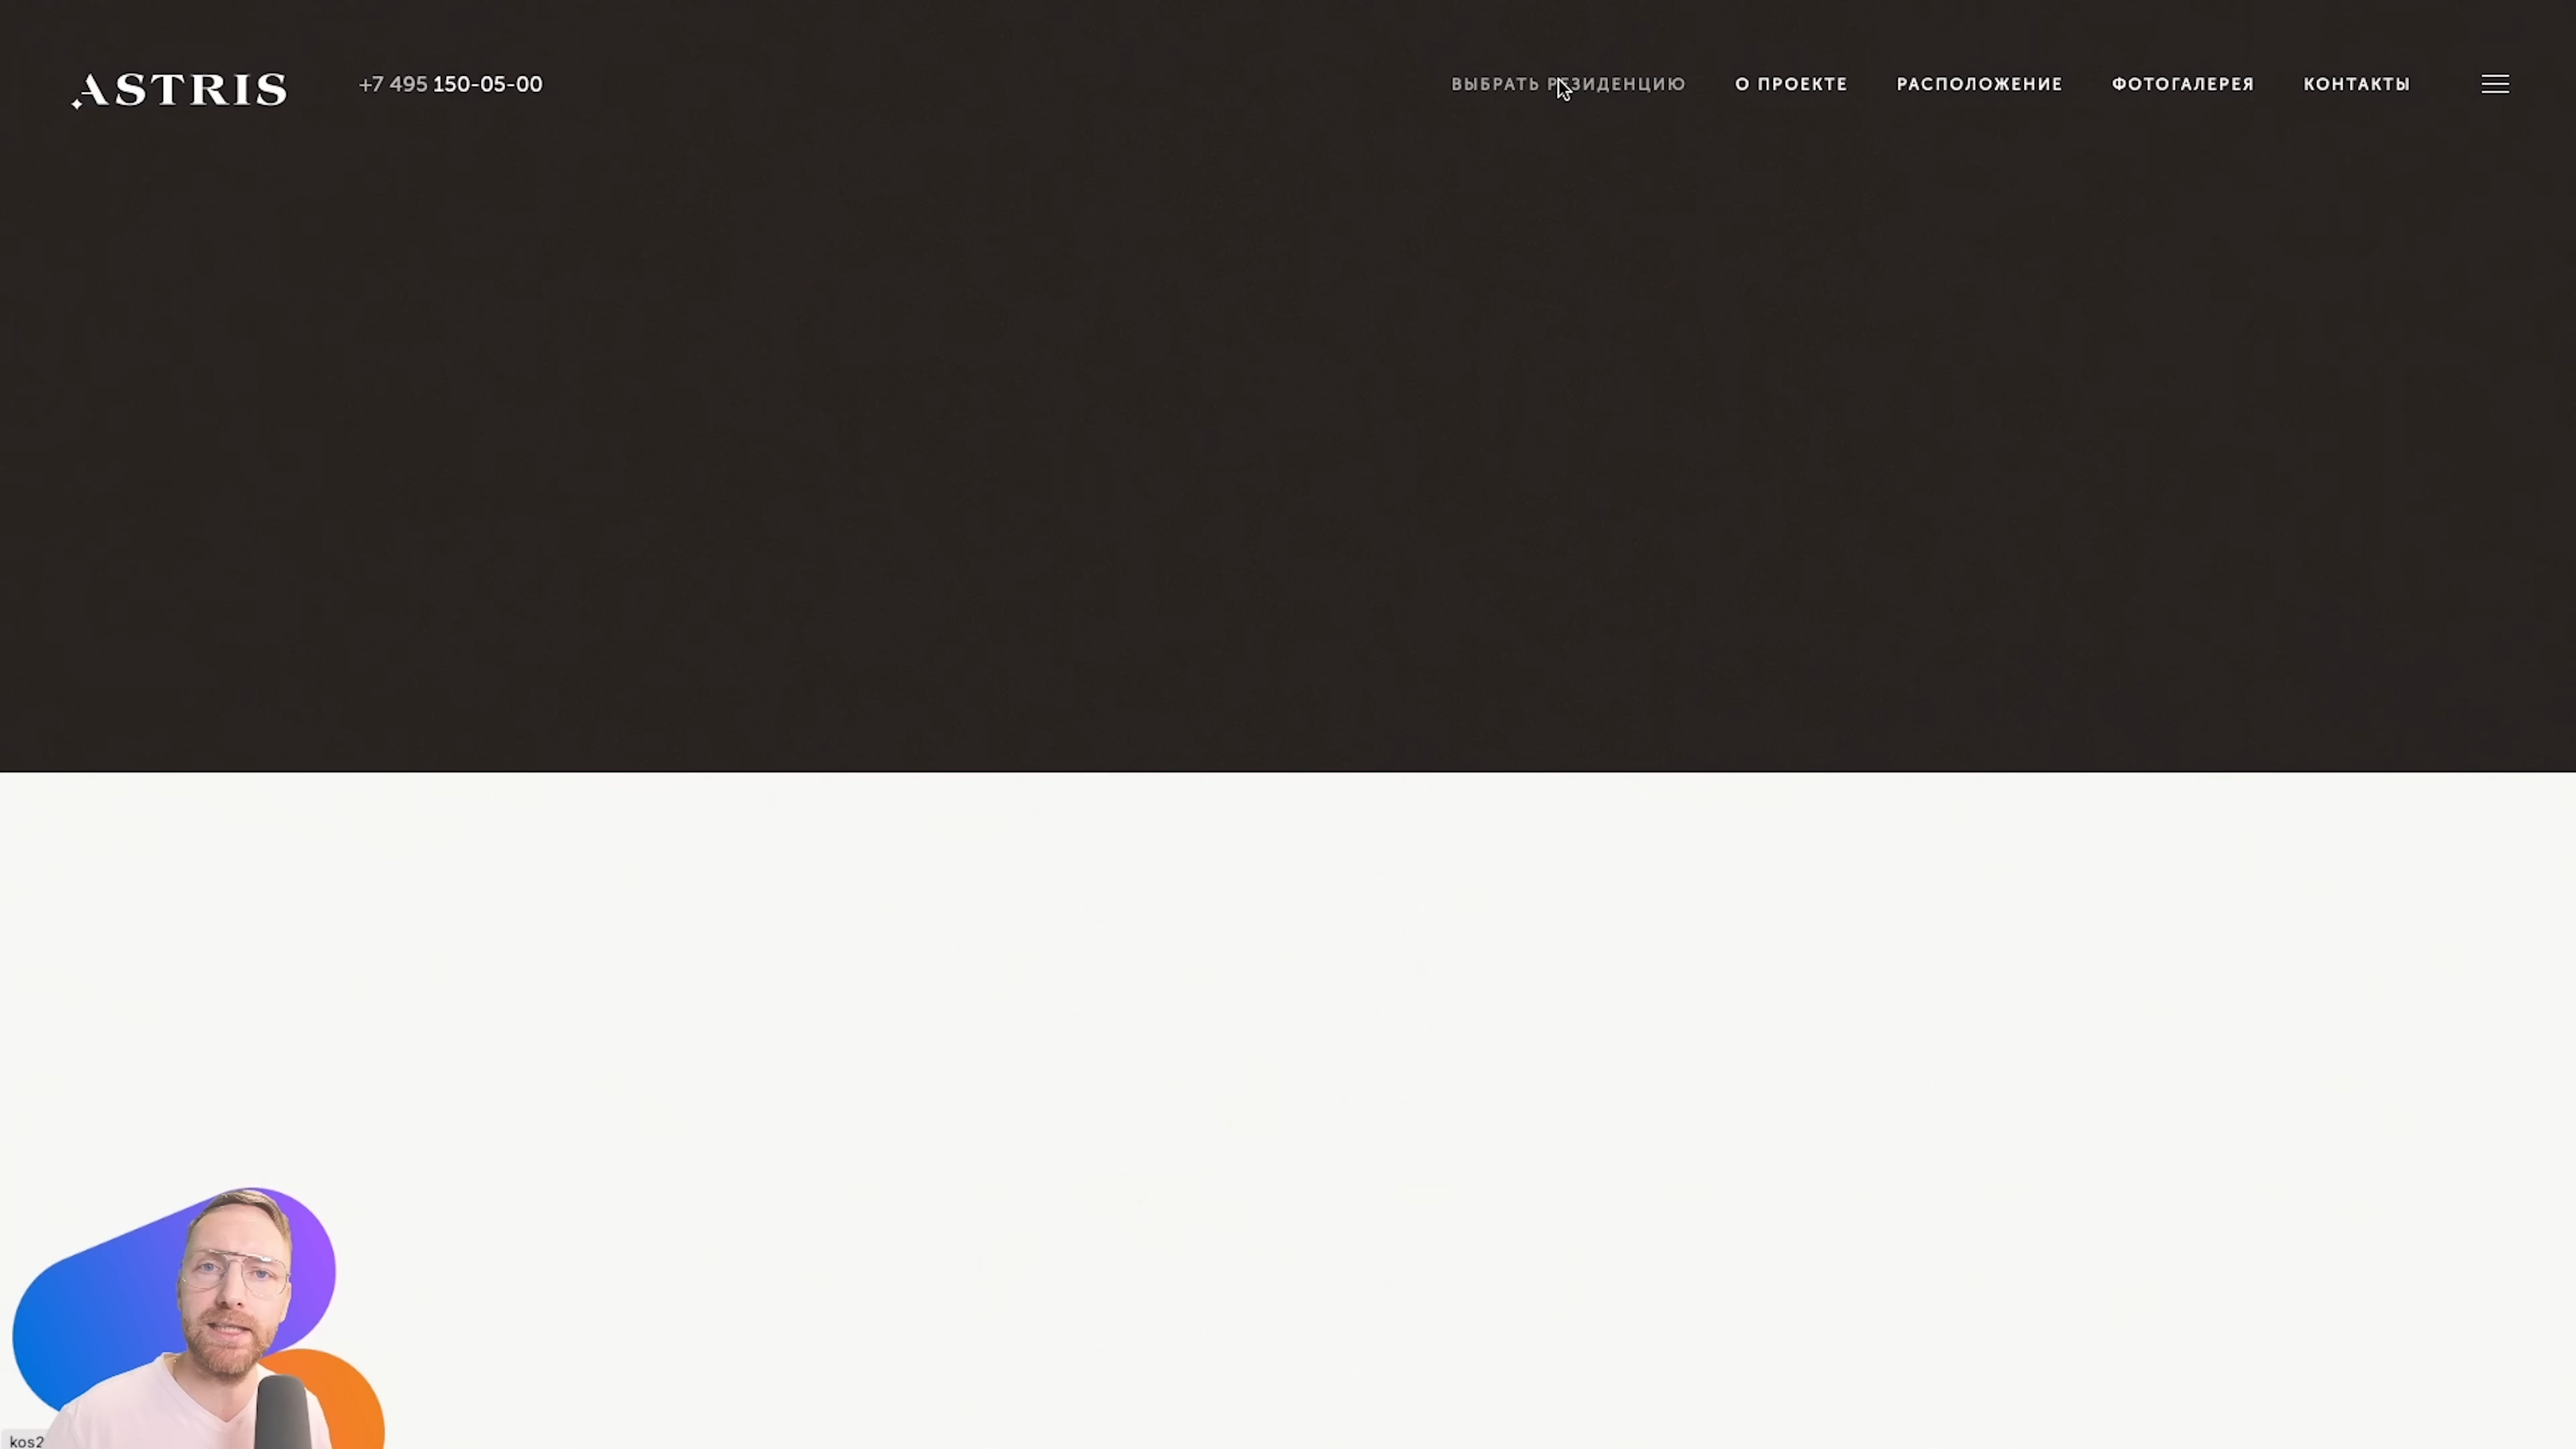 ASTRIS
+7 495 150-05-00
ВЫБРАТЬ РЕЗИДЕНЦИЮ
О ПРОЕКТЕ
РАСПОЛОЖЕНИЕ
ФОТОГАЛЕРЕЯ
КОНТАКТЫ
kos2